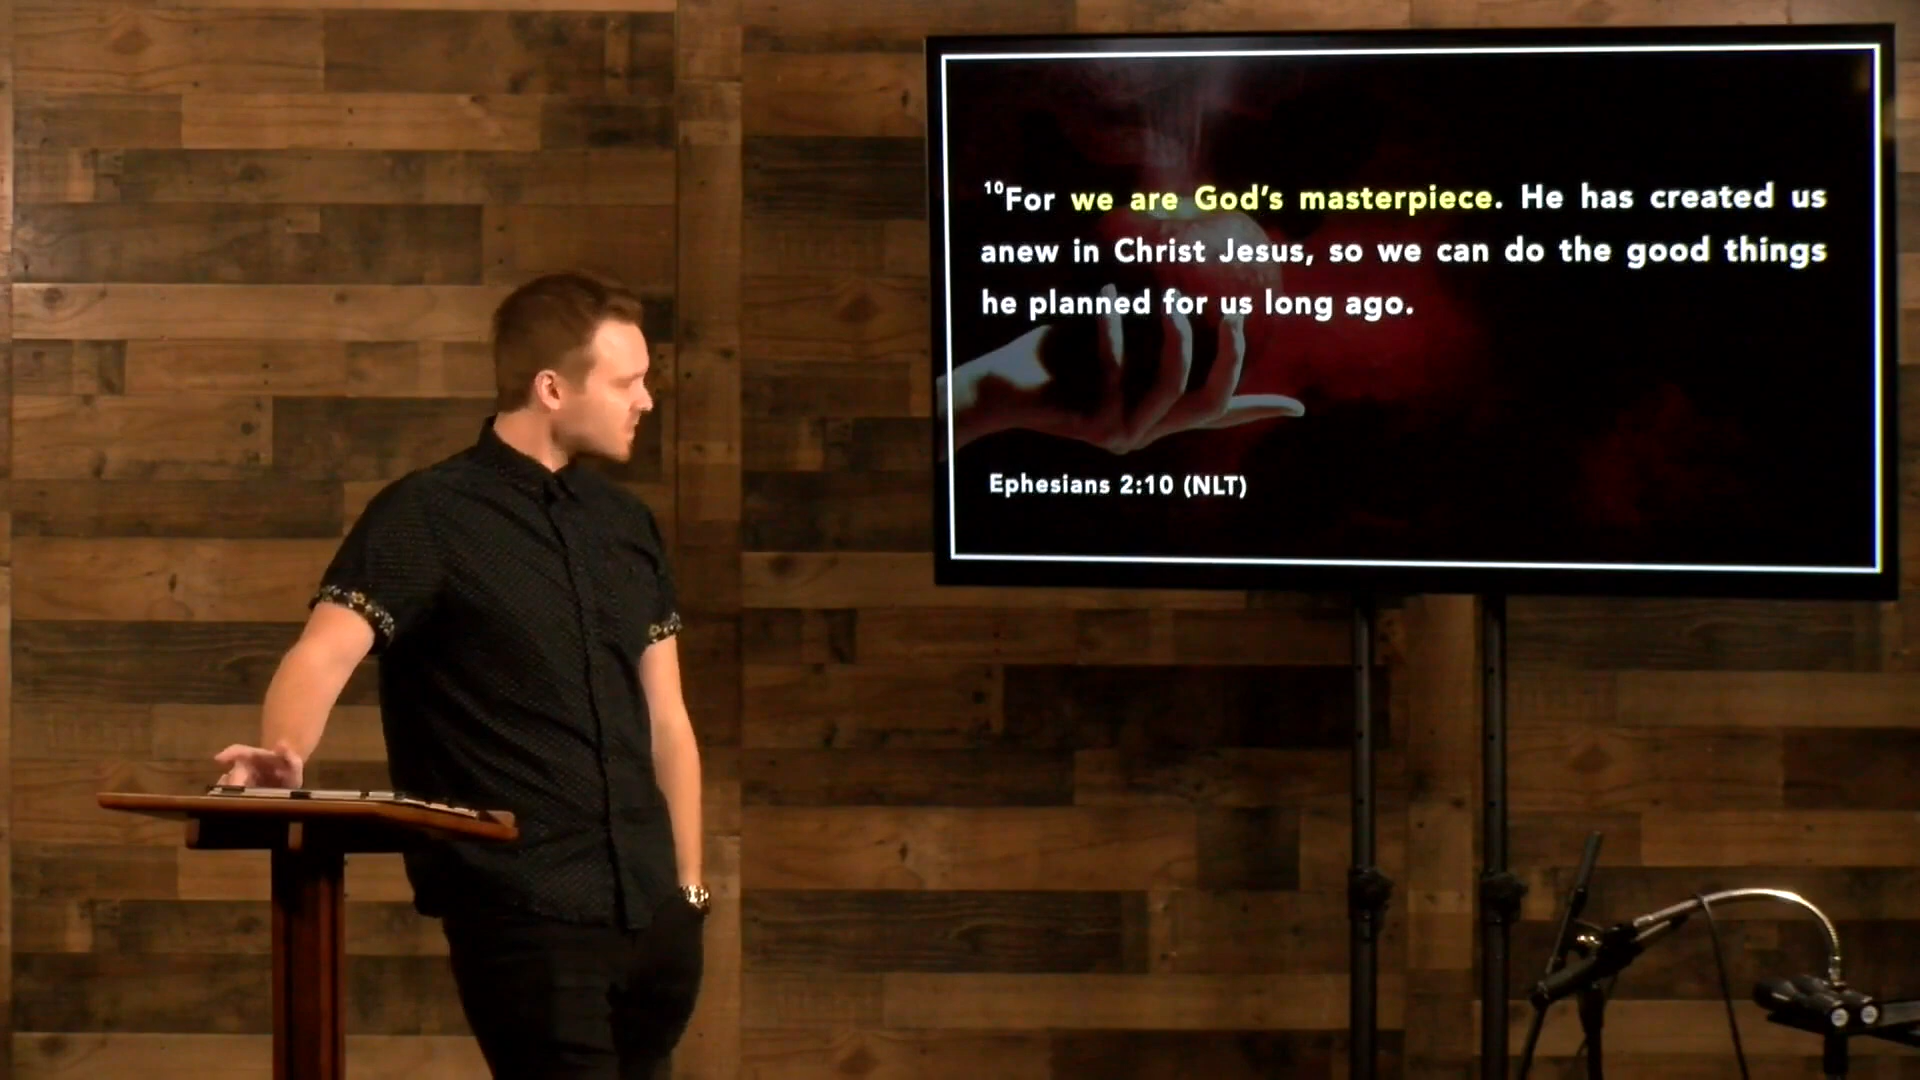 ¹⁰For we are God’s masterpiece. He has created us
anew in Christ Jesus, so we can do the good things
he planned for us long ago.
Ephesians 2:10 (NLT)